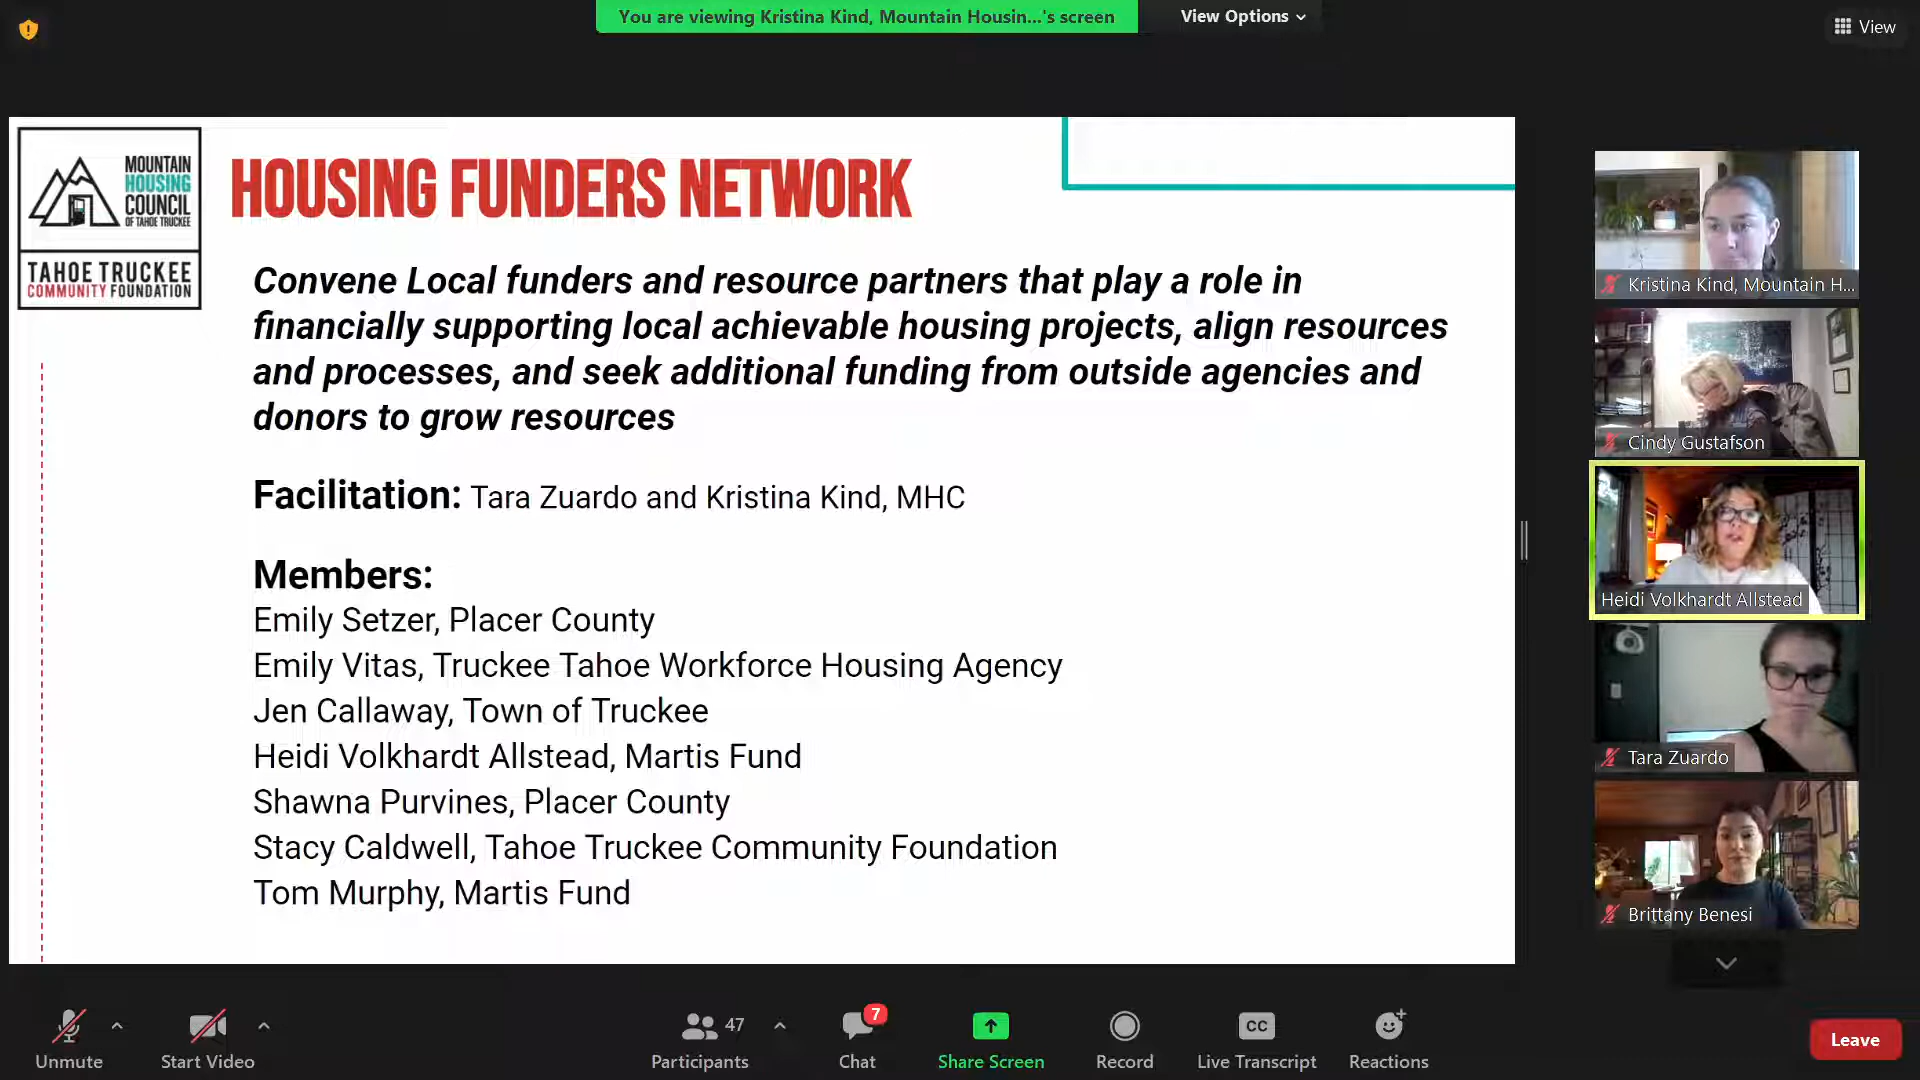 You are viewing Kristina Kind, Mountain Housin...'s screen
View Options
View
MOUNTAIN
HOUSING
COUNCIL
OF TAHOE TRUCKEE
TAHOE TRUCKEE
COMMUNITY FOUNDATION
HOUSING FUNDERS NETWORK
Convene Local funders and resource partners that play a role in
financially supporting local achievable housing projects, align resources
and processes, and seek additional funding from outside agencies and
donors to grow resources
Facilitation: Tara Zuardo and Kristina Kind, MHC
Members:
Emily Setzer, Placer County
Emily Vitas, Truckee Tahoe Workforce Housing Agency
Jen Callaway, Town of Truckee
Heidi Volkhardt Allstead, Martis Fund
Shawna Purvines, Placer County
Stacy Caldwell, Tahoe Truckee Community Foundation
Tom Murphy, Martis Fund
Kristina Kind, Mountain H...
Cindy Gustafson
Heidi Volkhardt Allstead
Tara Zuardo
Brittany Benesi
Unmute
Start Video
47
Participants
7
Chat
Share Screen
Record
CC
Live Transcript
Reactions
Leave